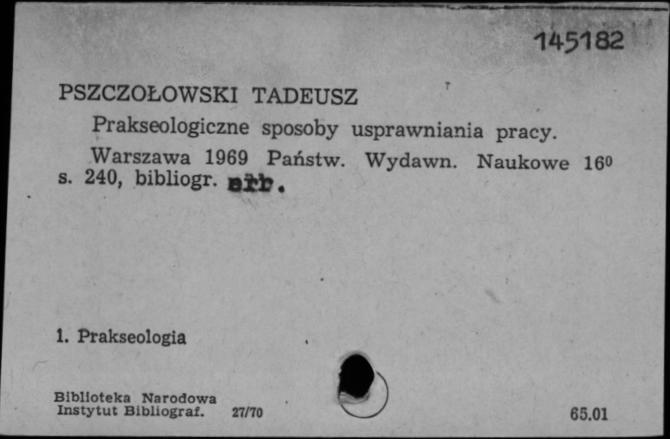 145182
PSZCZOŁOWSKI TADEUSZ
Prakseologiczne sposoby usprawniania pracy.
Warszawa 1969 Państw. Wydawn. Naukowe 16⁰
s. 240, bibliogr.
1. Prakseologia
Biblioteka Narodowa
Instytut Bibliograf. 27/70
65.01